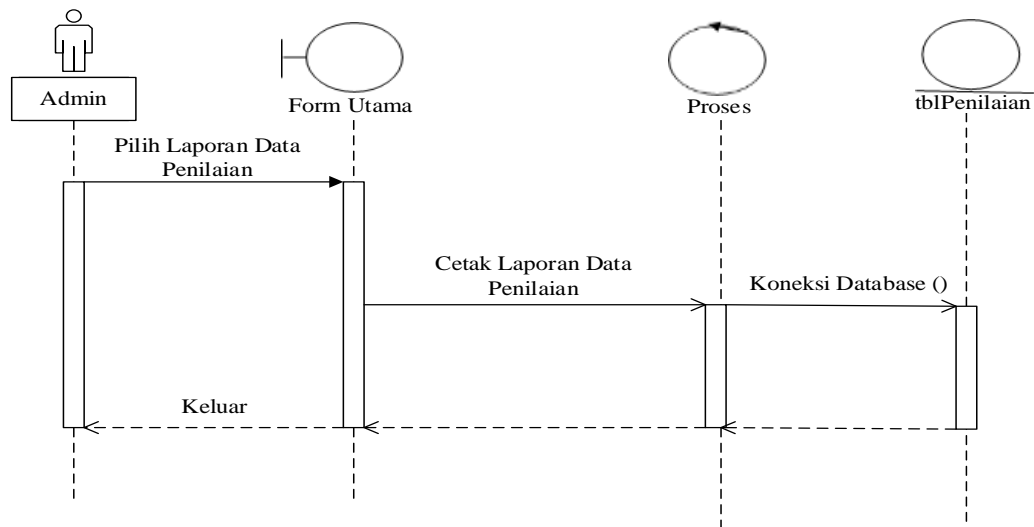 Admin
Form Utama
Proses
tblPenilaian
Pilih Laporan Data
Penilaian
Cetak Laporan Data
Penilaian
Koneksi Database ()
Keluar